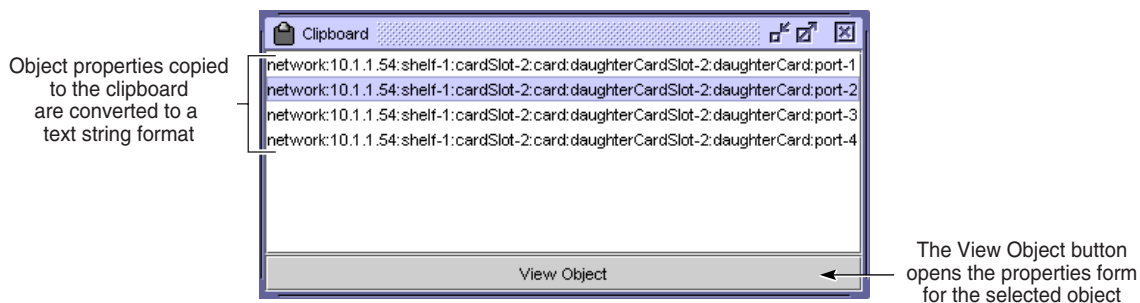 Clipboard
Object properties copied
to the clipboard
are converted to a
text string format
network:10.1.1.54:shelf-1:cardSlot-2:card:daughterCardSlot-2:daughterCard:port-1
network:10.1.1.54:shelf-1:cardSlot-2:card:daughterCardSlot-2:daughterCard:port-2
network:10.1.1.54:shelf-1:cardSlot-2:card:daughterCardSlot-2:daughterCard:port-3
network:10.1.1.54:shelf-1:cardSlot-2:card:daughterCardSlot-2:daughterCard:port-4
View Object
The View Object button
opens the properties form
for the selected object